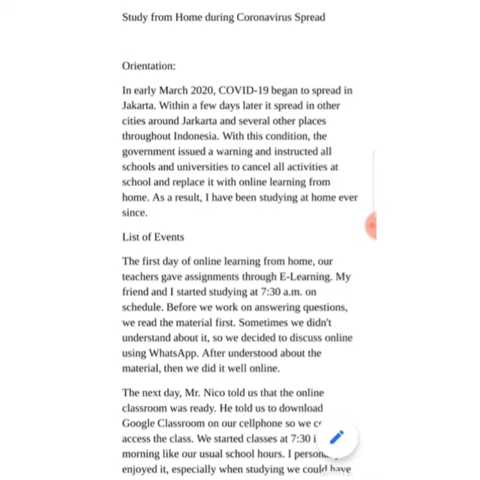 Study from Home during Coronavirus Spread
Orientation:
In early March 2020, COVID-19 began to spread in
Jakarta. Within a few days later it spread in other
cities around Jarkarta and several other places
throughout Indonesia. With this condition, the
government issued a warning and instructed all
schools and universities to cancel all activities at
school and replace it with online learning from
home. As a result, I have been studying at home ever
since.
List of Events
The first day of online learning from home, our
teachers gave assignments through E-Learning. My
friend and I started studying at 7:30 a.m. on
schedule. Before we work on answering questions,
we read the material first. Sometimes we didn't
understand about it, so we decided to discuss online
using WhatsApp. After understood about the
material, then we did it well online.
The next day, Mr. Nico told us that the online
classroom was ready. He told us to download
Google Classroom on our cellphone so we
access the class. We started classes at 7:30
morning like our usual school hours. I
enjoyed it, especially when studying we could have